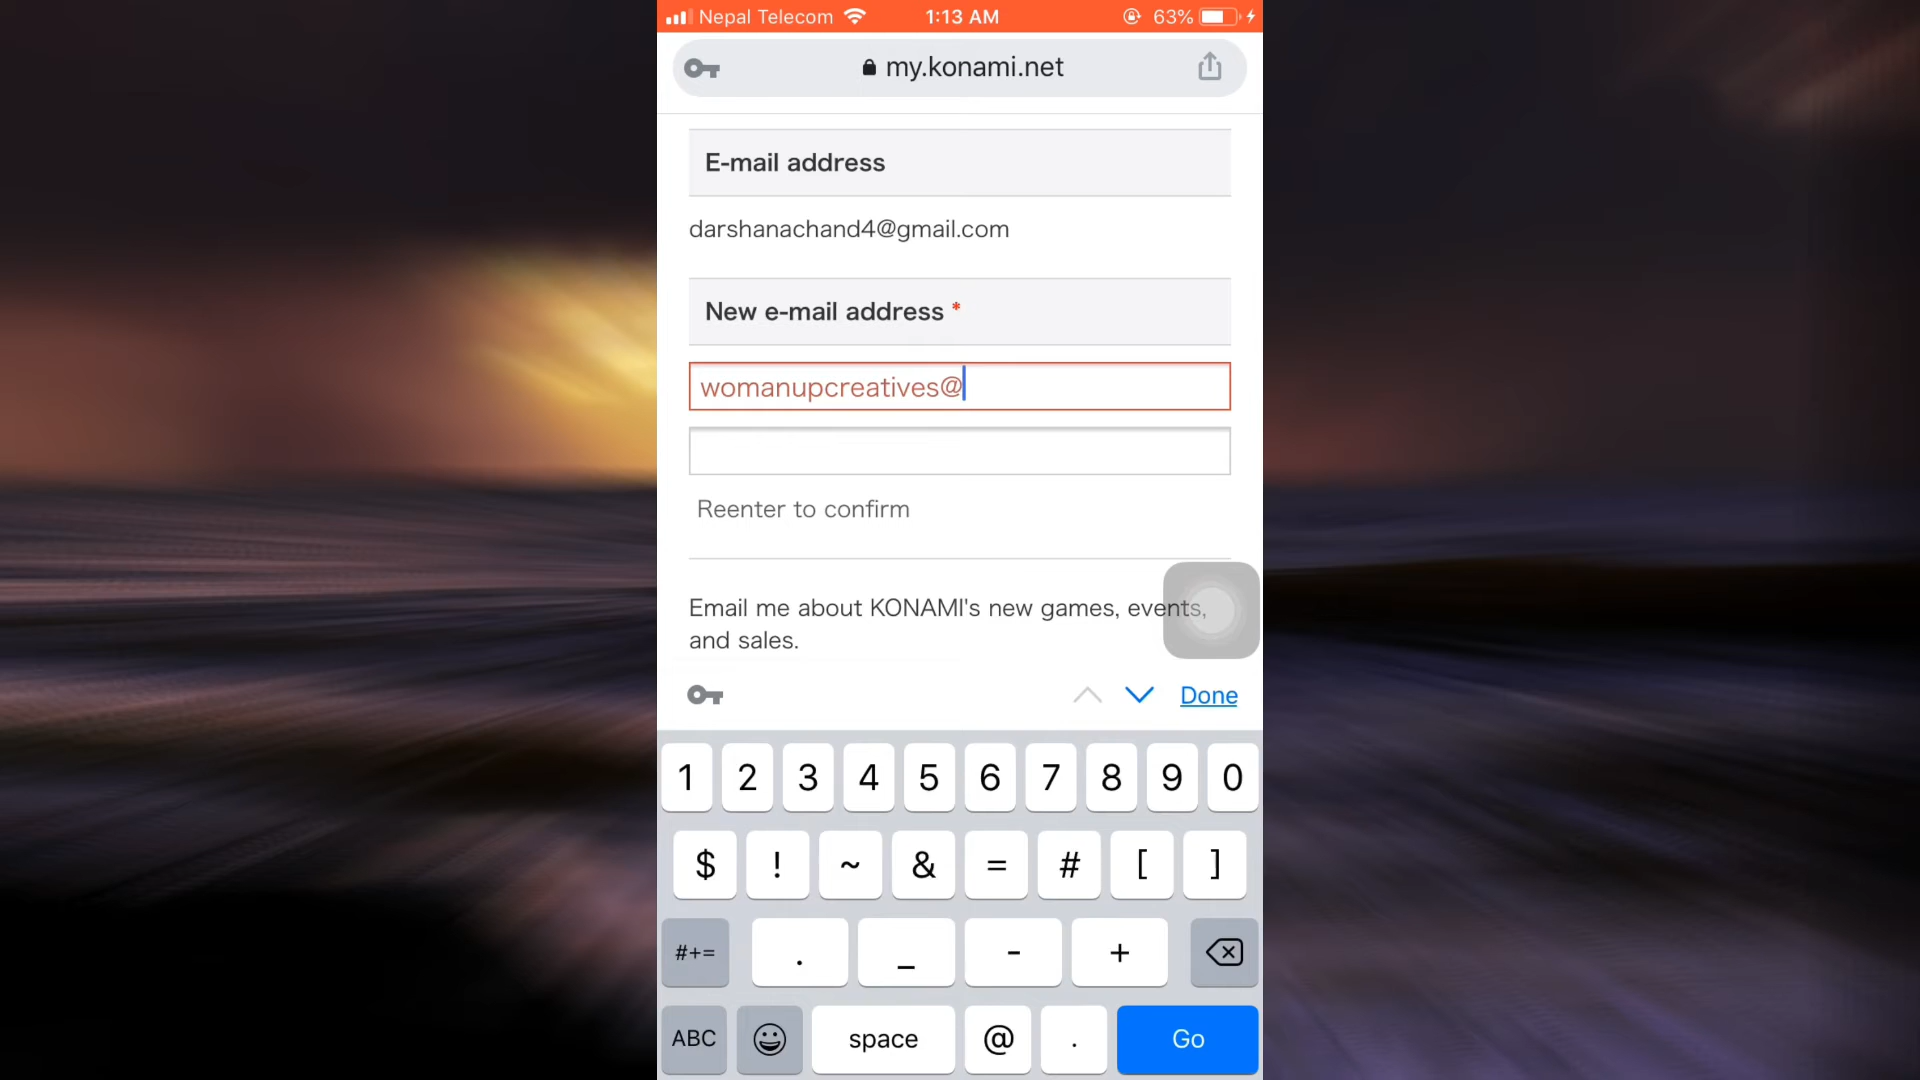 Nepal Telecom 1:13 AM 63%
my.konami.net
E-mail address
darshanachand4@gmail.com
New e-mail address *
womanupcreatives@
Reenter to confirm
Email me about KONAMI's new games, events,
and sales.
Done
1 2 3 4 5 6 7 8 9 0
$ ! ~ & = # [ ]
#+= . _ - +
ABC space @ . Go